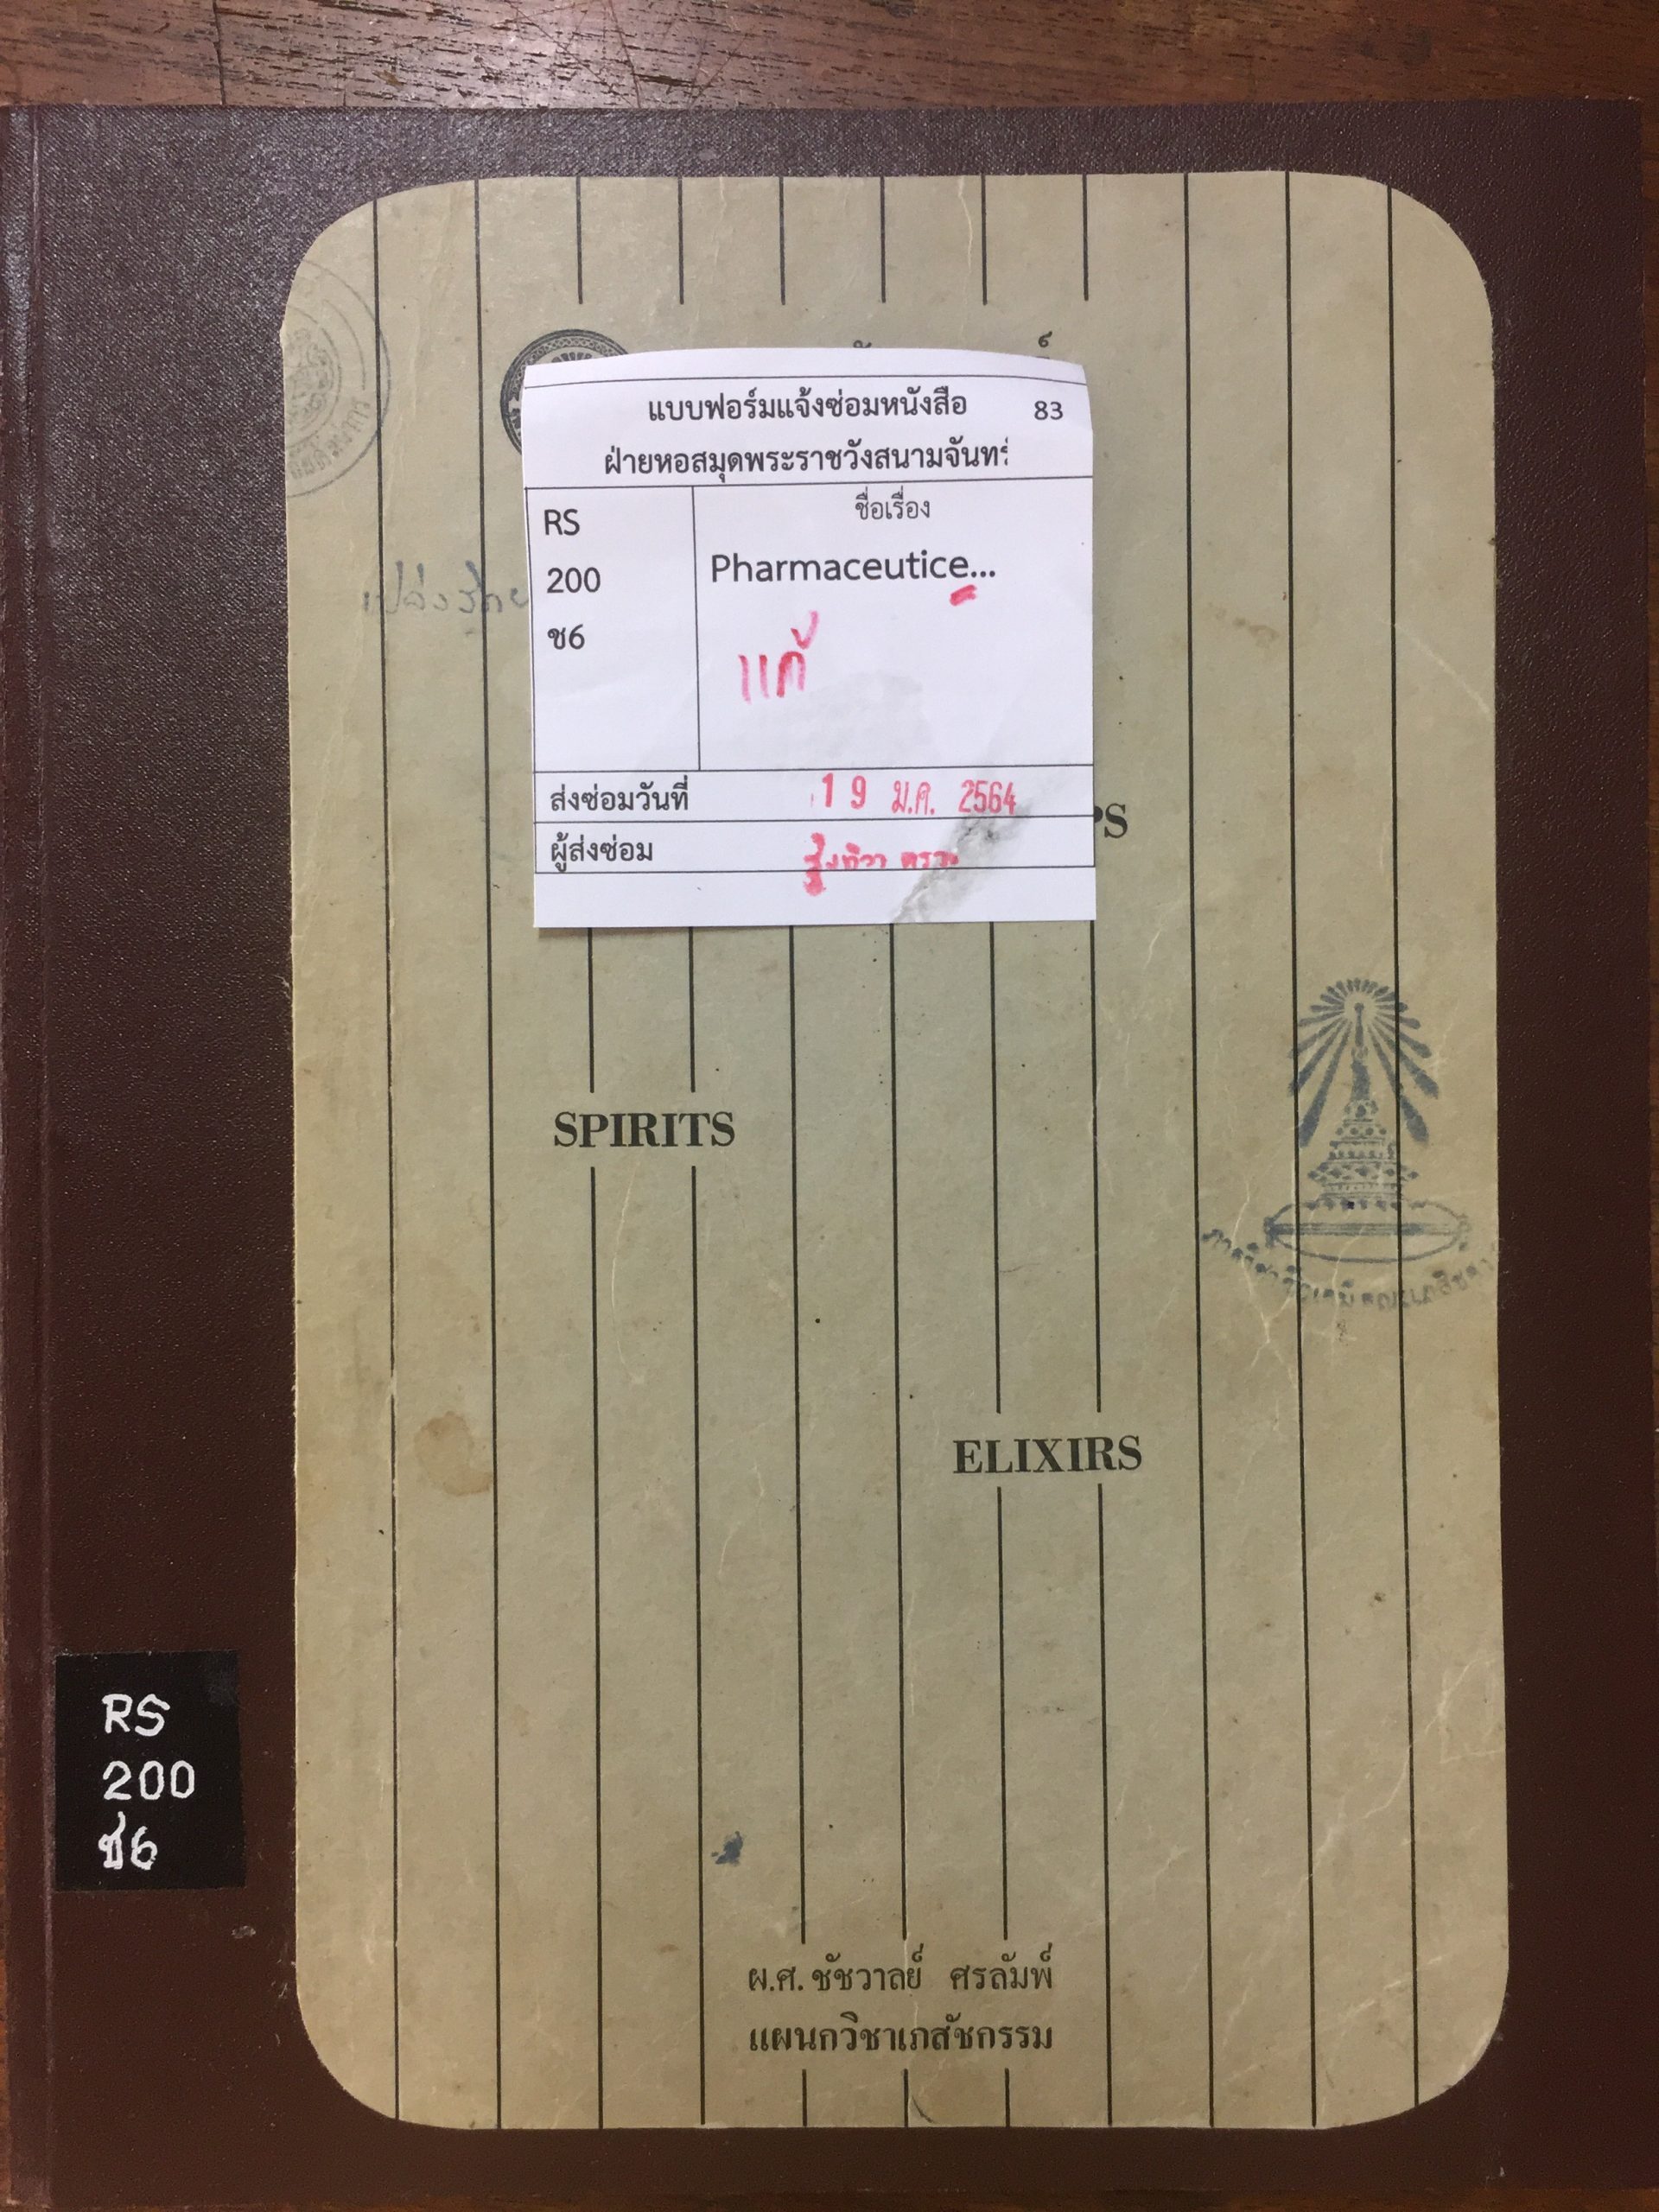 แบบฟอร์มแจ้งซ่อมหนังสือ 83
ฝ่ายหอสมุดพระราชวังสนามจันทร์
RS
200
ช6
ชื่อเรื่อง
Pharmaceutice...
แก้
ส่งซ่อมวันที่ 19 ม.ค. 2564
ผู้ส่งซ่อม
SPIRITS
ELIXIRS
RS
200
ช6
ผ.ศ. ชัชวาลย์ ศรลัมพ์
แผนกวิชาเภสัชกรรม